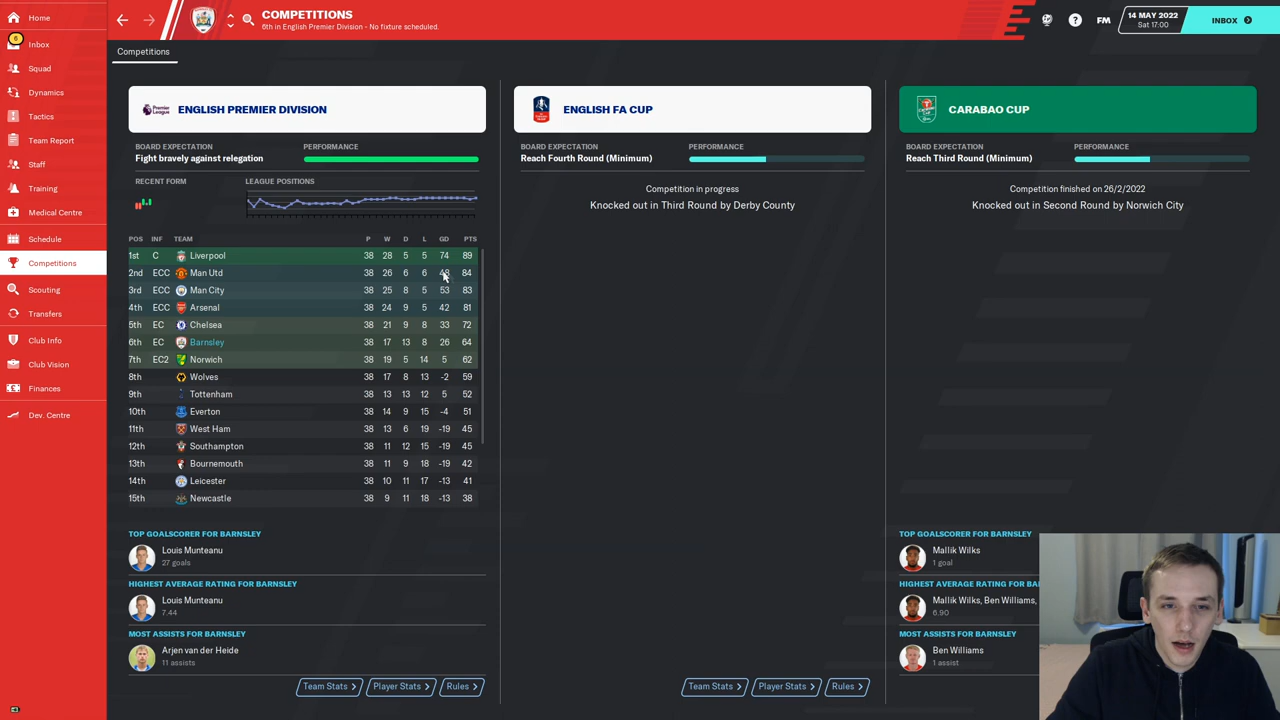 Home
6
Inbox
Squad
Dynamics
Tactics
Team Report
Staff
Training
Medical Centre
Schedule
Competitions
Scouting
Transfers
Club Info
Club Vision
Finances
Dev. Centre
COMPETITIONS
6th in English Premier Division - No fixture scheduled.
?
FM
14 MAY 2022
Sat 17:00
INBOX
Competitions
Premier League
ENGLISH PREMIER DIVISION
BOARD EXPECTATION PERFORMANCE
Fight bravely against relegation
RECENT FORM LEAGUE POSITIONS
POS INF TEAM P W D L GD PTS
1st C Liverpool 38 28 5 5 74 89
2nd ECC Man Utd 38 26 6 6 84
3rd ECC Man City 38 25 8 5 53 83
4th ECC Arsenal 38 24 9 5 42 81
5th EC Chelsea 38 21 9 8 33 72
6th EC Barnsley 38 17 13 8 26 64
7th EC2 Norwich 38 19 5 14 5 62
8th Wolves 38 17 8 13 -2 59
9th Tottenham 38 13 13 12 5 52
10th Everton 38 14 9 15 -4 51
11th West Ham 38 13 6 19 -19 45
12th Southampton 38 11 12 15 -19 45
13th Bournemouth 38 11 9 18 -19 42
14th Leicester 38 10 11 17 -13 41
15th Newcastle 38 9 11 18 -13 38
TOP GOALSCORER FOR BARNSLEY
Louis Munteanu
27 goals
HIGHEST AVERAGE RATING FOR BARNSLEY
Louis Munteanu
7.44
MOST ASSISTS FOR BARNSLEY
Arjen van der Heide
11 assists
Team Stats > Player Stats > Rules >
ENGLISH FA CUP
BOARD EXPECTATION PERFORMANCE
Reach Fourth Round (Minimum)
Competition in progress
Knocked out in Third Round by Derby County
Team Stats > Player Stats > Rules >
CARABAO CUP
BOARD EXPECTATION PERFORMANCE
Reach Third Round (Minimum)
Competition finished on 26/2/2022
Knocked out in Second Round by Norwich City
TOP GOALSCORER FOR BARNSLEY
Mallik Wilks
1 goal
HIGHEST AVERAGE RATING FOR BA
Mallik Wilks, Ben Williams,
6.90
MOST ASSISTS FOR BARNSLEY
Ben Williams
1 assist